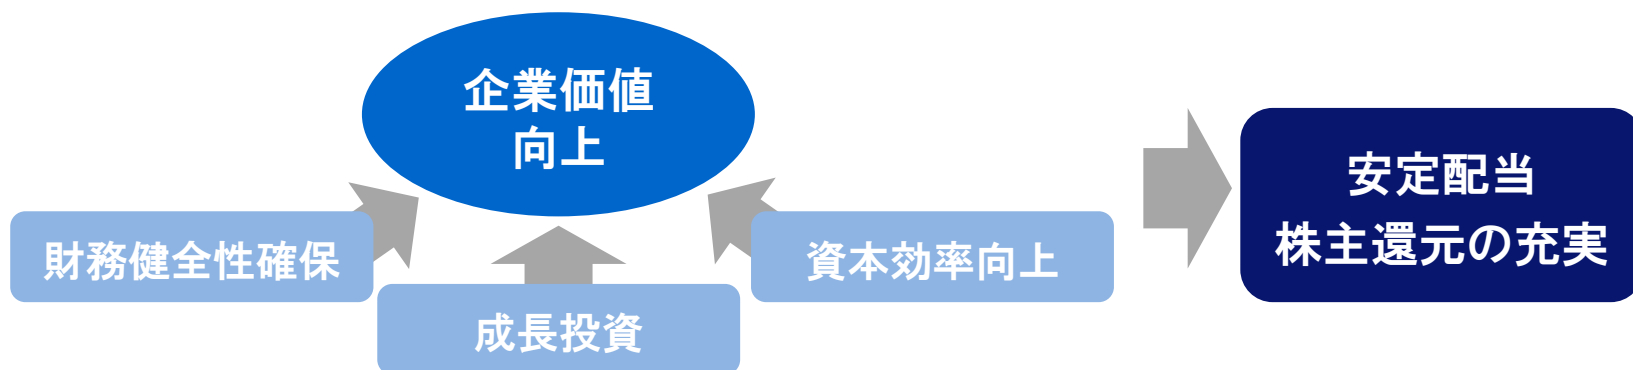 企業価値
向上
財務健全性確保
成長投資
資本効率向上
安定配当
株主還元の充実